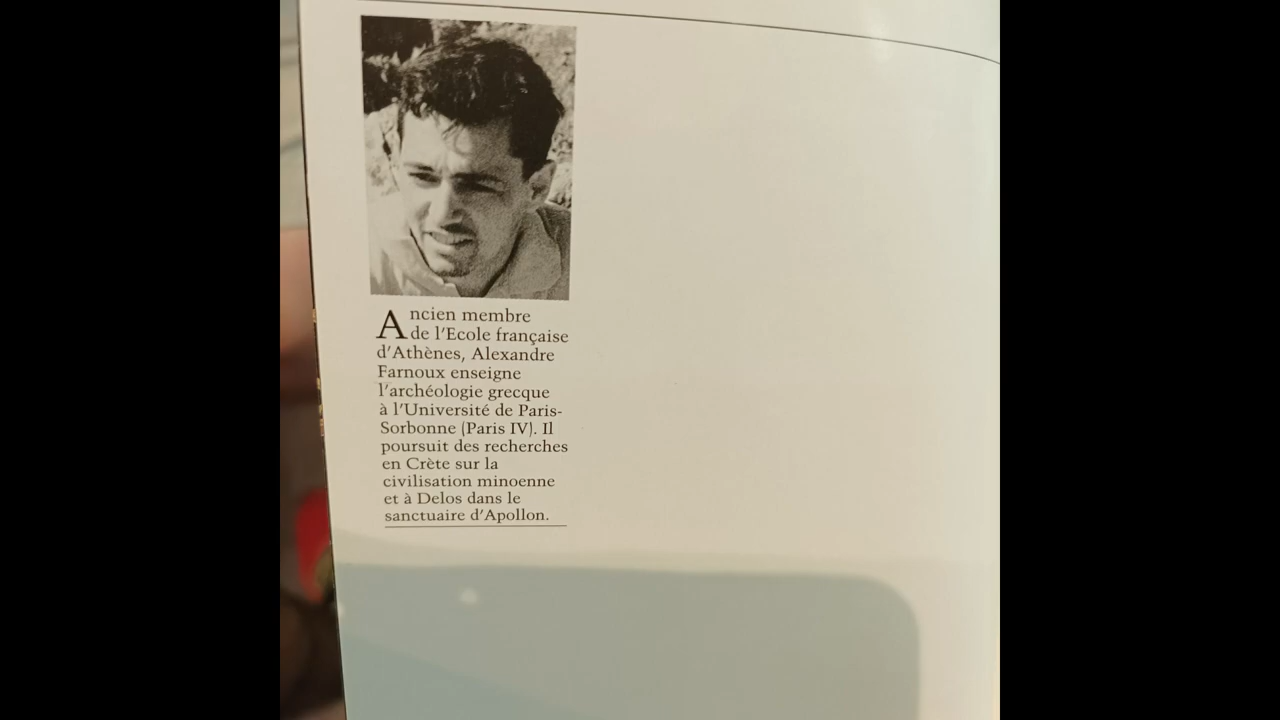 Ancien membre
de l'Ecole française
d'Athènes, Alexandre
Farnoux enseigne
l'archéologie grecque
à l'Université de Paris-
Sorbonne (Paris IV). Il
poursuit des recherches
en Crète sur la
civilisation minoenne
et à Delos dans le
sanctuaire d'Apollon.